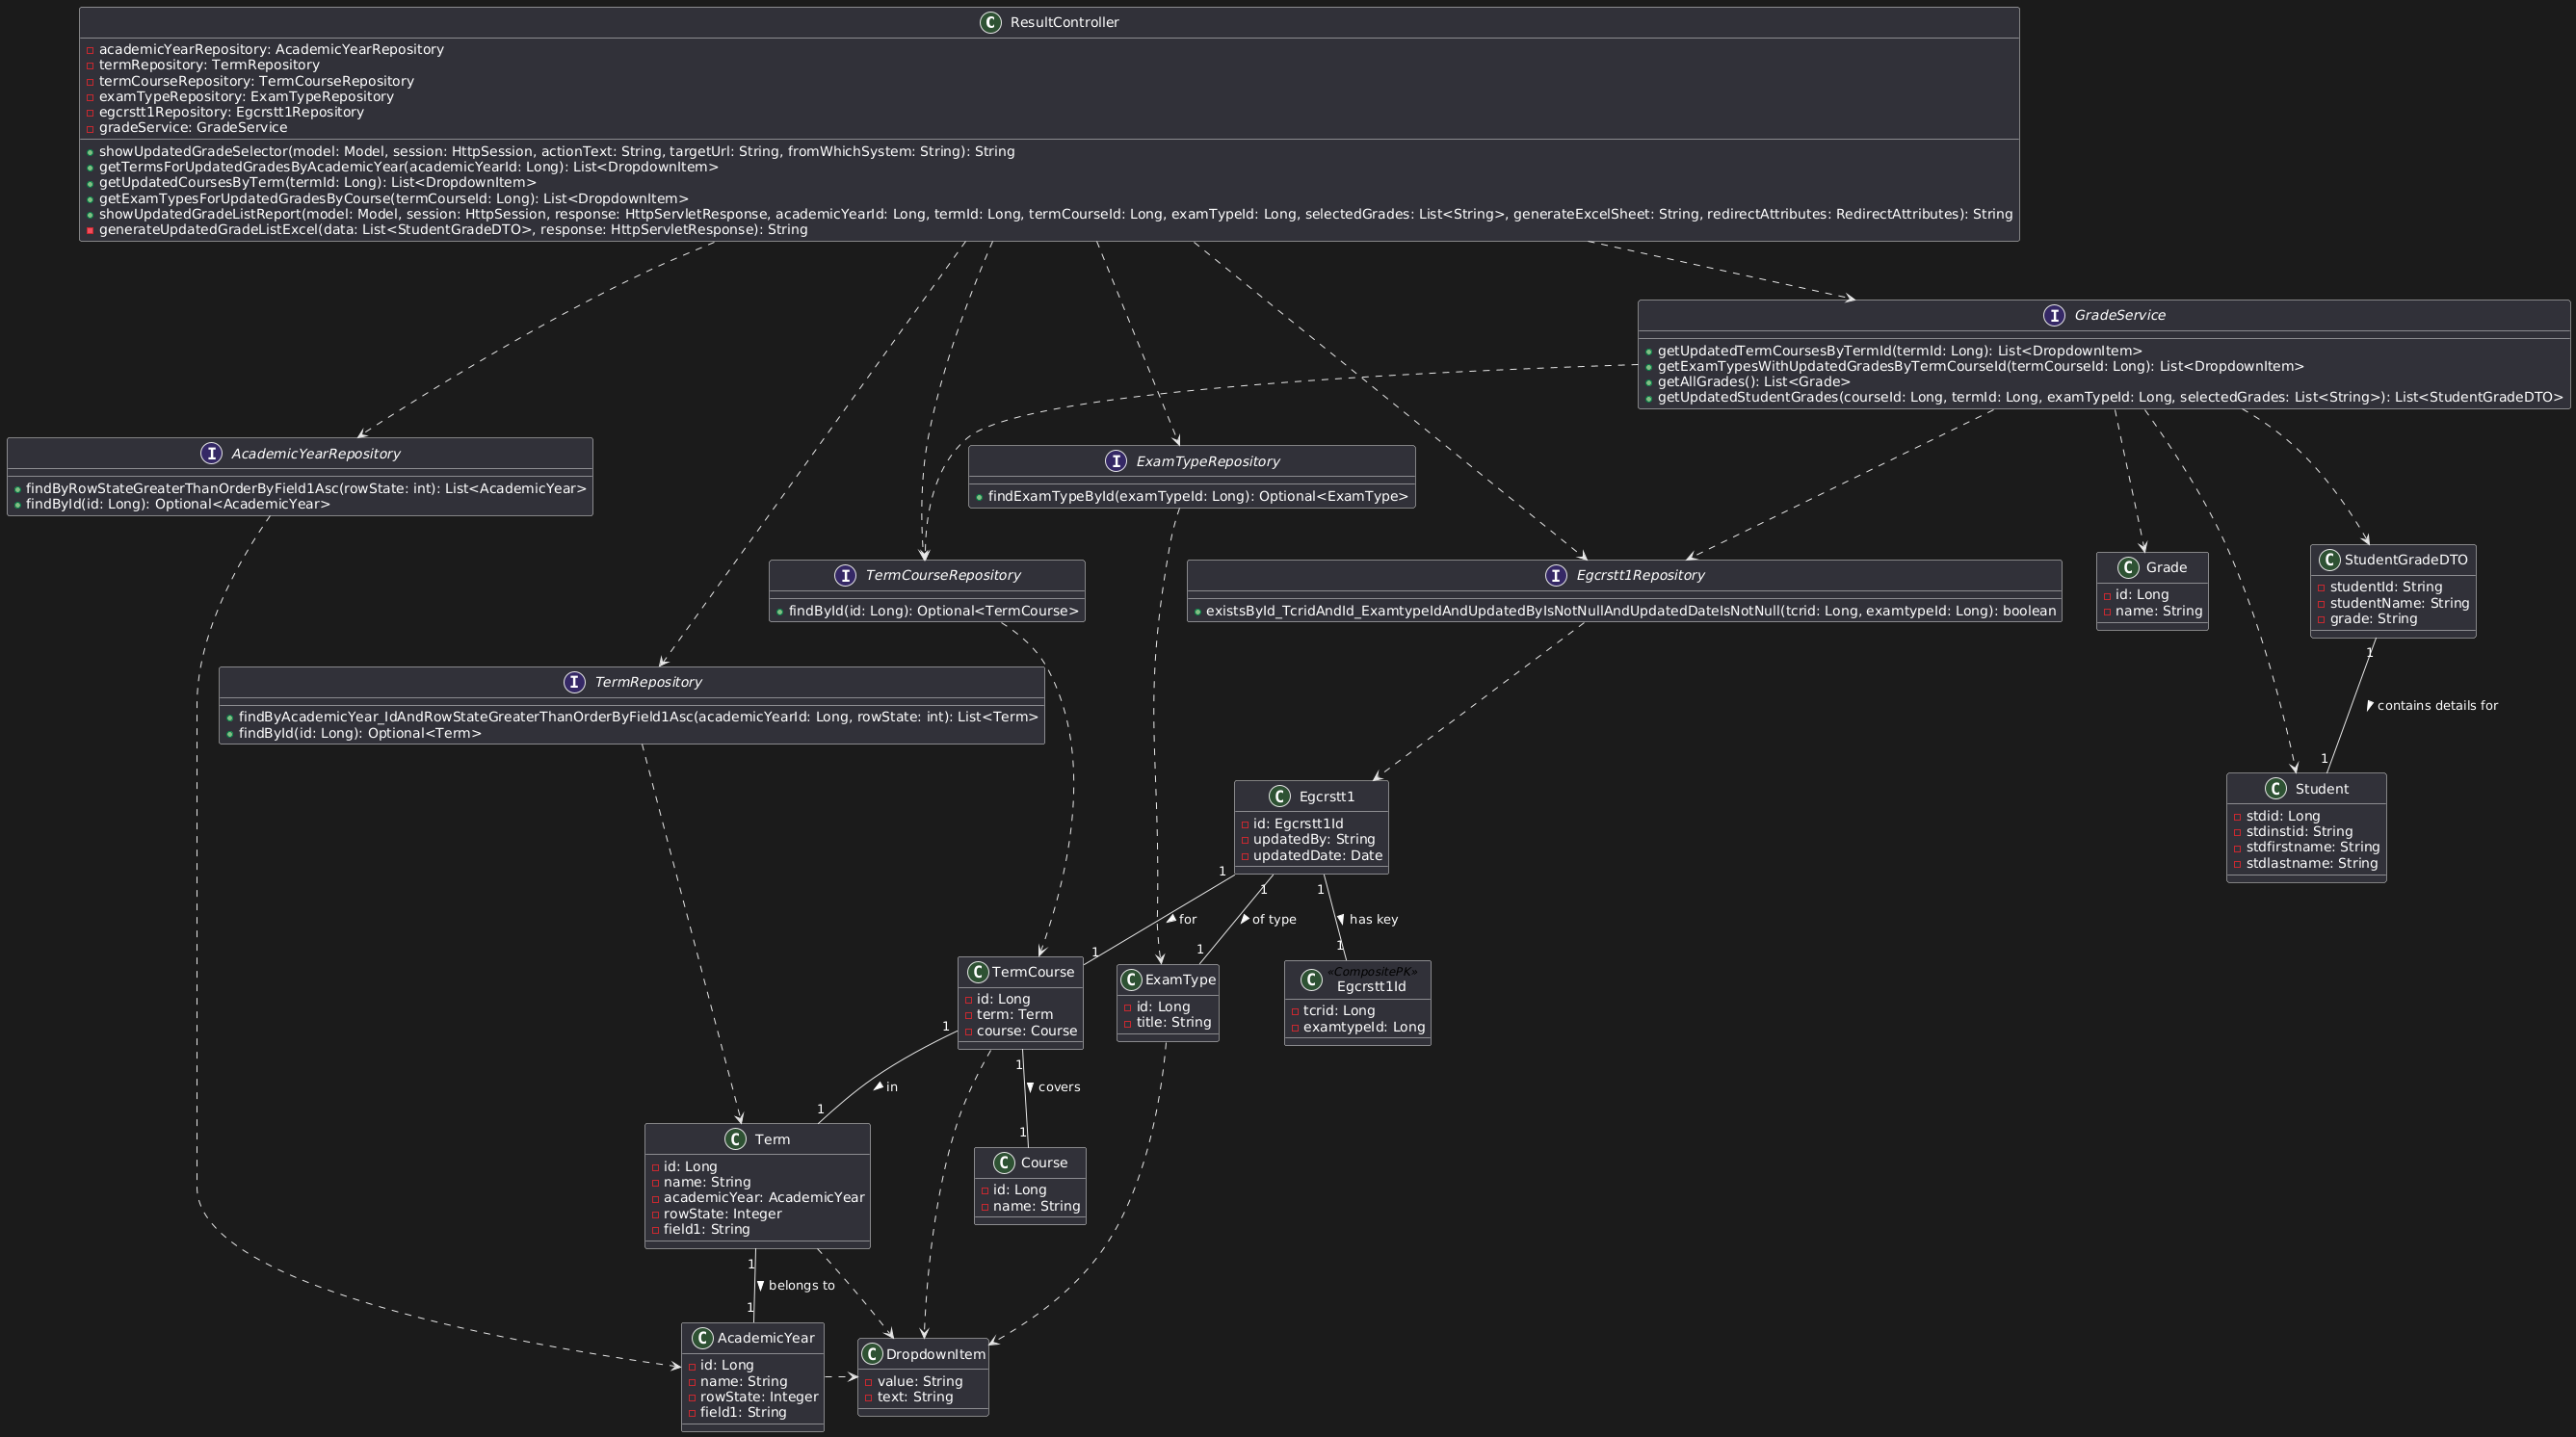 C ResultController
academicYearRepository: AcademicYearRepository
termRepository: TermRepository
termCourseRepository: TermCourseRepository
examTypeRepository: ExamTypeRepository
egcrstt1Repository: Egcrstt1Repository
gradeService: GradeService
showUpdatedGradeSelector(model: Model, session: HttpSession, actionText: String, targetUrl: String, fromWhichSystem: String): String
getTermsForUpdatedGradesByAcademicYear(academicYearId: Long): List<DropdownItem>
getUpdatedCoursesByTerm(termId: Long): List<DropdownItem>
getExamTypesForUpdatedGradesByCourse(termCourseId: Long): List<DropdownItem>
showUpdatedGradeListReport(model: Model, session: HttpSession, response: HttpServletResponse, academicYearId: Long, termId: Long, termCourseId: Long, examTypeId: Long, selectedGrades: List<String>, generateExcelSheet: String, redirectAttributes: RedirectAttributes): String
generateUpdatedGradeListExcel(data: List<StudentGradeDTO>, response: HttpServletResponse): String
I GradeService
getUpdatedTermCoursesByTermId(termId: Long): List<DropdownItem>
getExamTypesWithUpdatedGradesByTermCourseId(termCourseId: Long): List<DropdownItem>
getAllGrades(): List<Grade>
getUpdatedStudentGrades(courseId: Long, termId: Long, examTypeId: Long, selectedGrades: List<String>): List<StudentGradeDTO>
I AcademicYearRepository
findByRowStateGreaterThanOrderByField1Asc(rowState: int): List<AcademicYear>
findById(id: Long): Optional<AcademicYear>
I ExamTypeRepository
findExamTypeById(examTypeId: Long): Optional<ExamType>
I TermCourseRepository
findById(id: Long): Optional<TermCourse>
I Egcrstt1Repository
existsById_TcridAndId_ExamtypeIdAndUpdatedByIsNotNullAndUpdatedDateIsNotNull(tcrid: Long, examtypeId: Long): boolean
C Grade
id: Long
name: String
C StudentGradeDTO
studentId: String
studentName: String
grade: String
I TermRepository
findByAcademicYear_IdAndRowStateGreaterThanOrderByField1Asc(academicYearId: Long, rowState: int): List<Term>
findById(id: Long): Optional<Term>
1
contains details for
1
C Egcrstt1
id: Egcrstt1Id
updatedBy: String
updatedDate: Date
C Student
stdid: Long
stdinstid: String
stdfirstname: String
stdlastname: String
1 1 1
for of type has key
1 1 1
C TermCourse
id: Long
term: Term
course: Course
C ExamType
id: Long
title: String
C «CompositePK»
Egcrstt1Id
tcrid: Long
examtypeId: Long
1 1
in covers
1 1
C Term
id: Long
name: String
academicYear: AcademicYear
rowState: Integer
field1: String
C Course
id: Long
name: String
1
belongs to
1
C AcademicYear
id: Long
name: String
rowState: Integer
field1: String
C DropdownItem
value: String
text: String